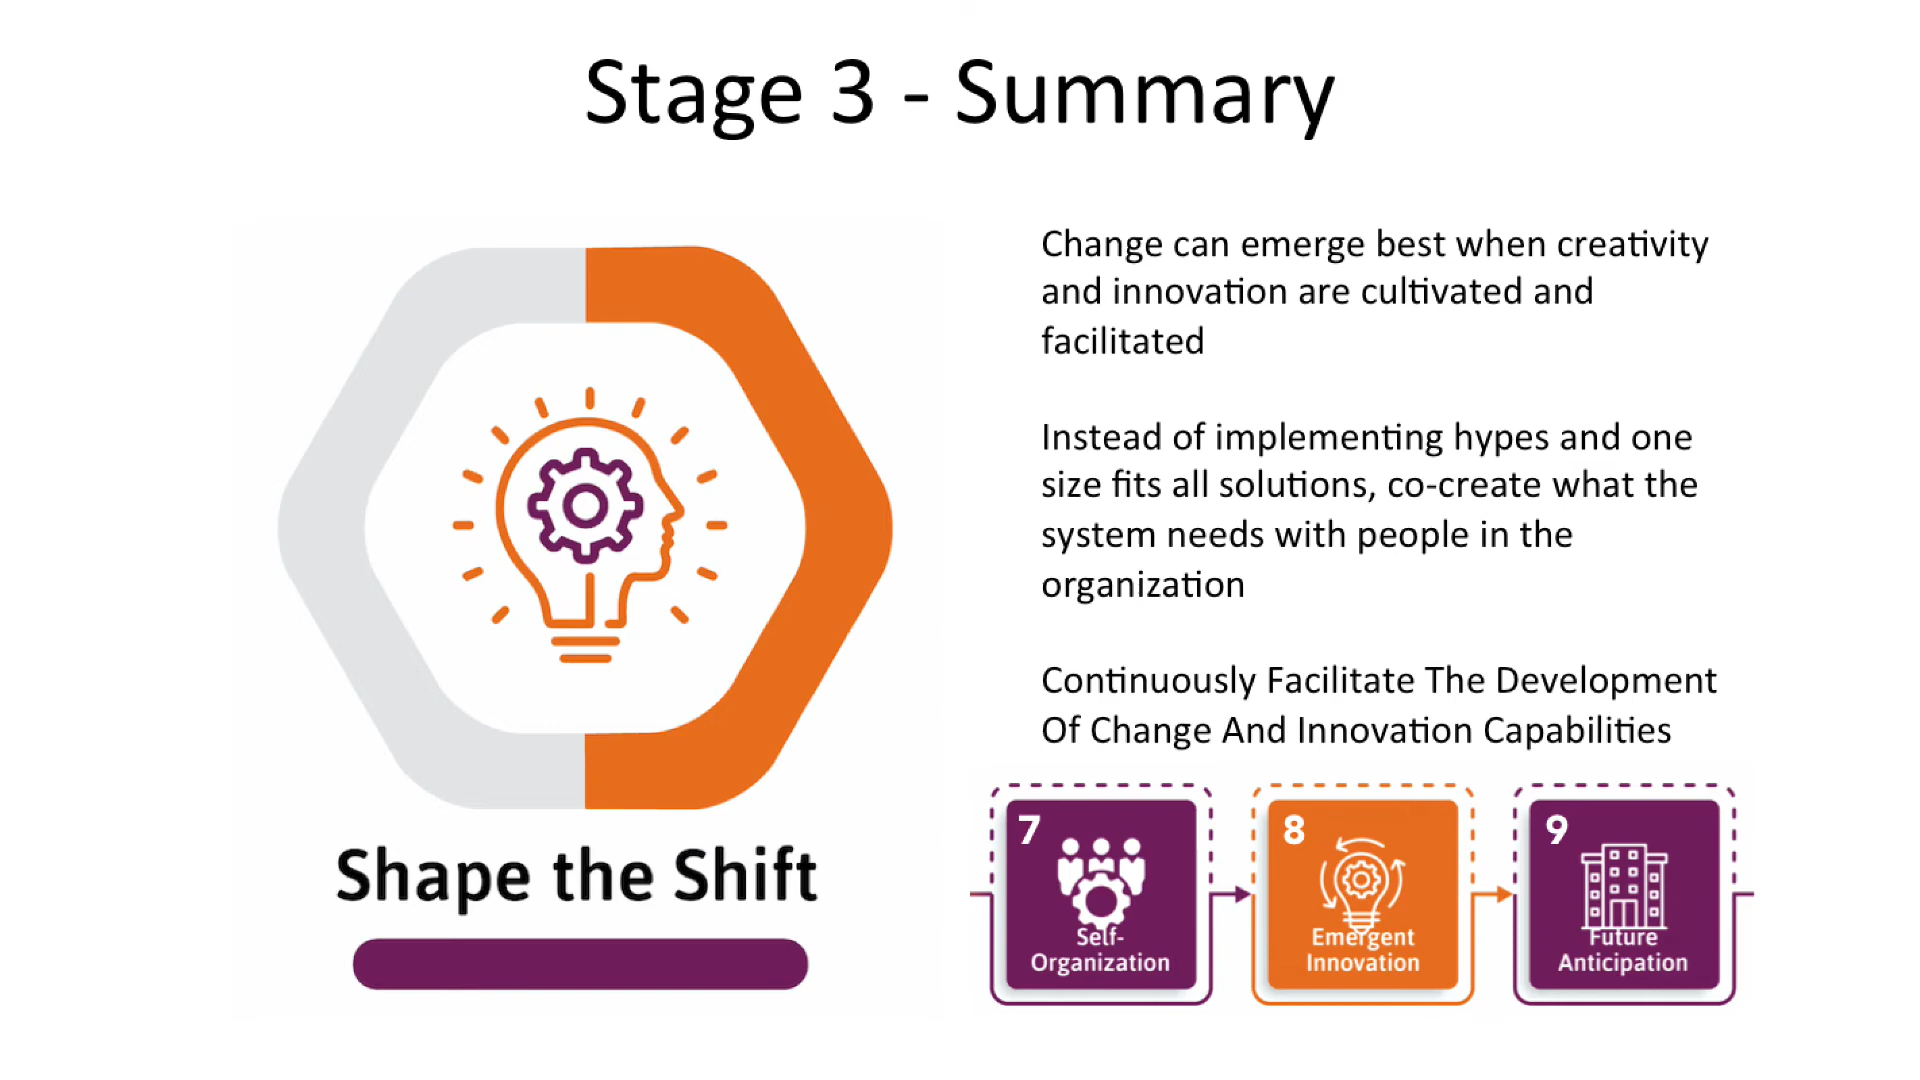 Stage 3 - Summary
Change can emerge best when creativity
and innovation are cultivated and
facilitated
Instead of implementing hypes and one
size fits all solutions, co-create what the
system needs with people in the
organization
Continuously Facilitate The Development
Of Change And Innovation Capabilities
Shape the Shift
7
Self-
Organization
8
Emergent
Innovation
9
Future
Anticipation